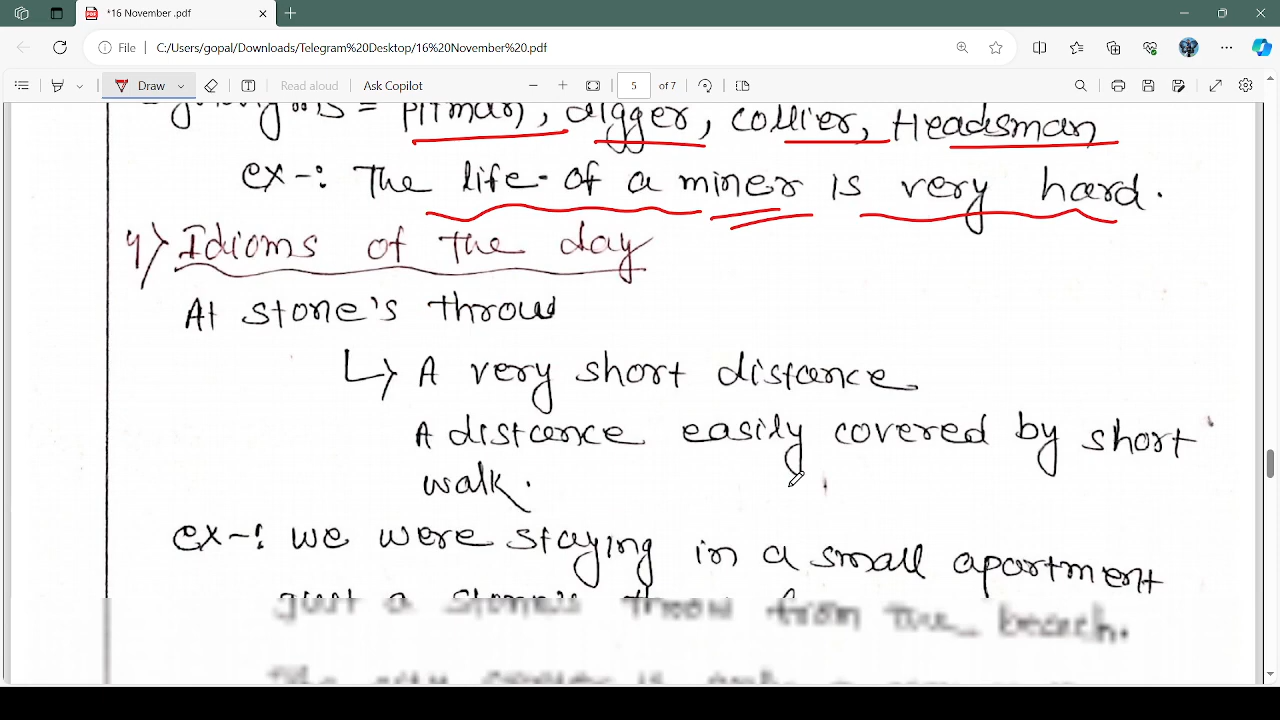 *16 November .pdf
File C:/Users/gopal/Downloads/Telegram%20Desktop/16%20November%20.pdf
Draw Read aloud Ask Copilot 5 of 7
= Pitman, digger, collier, Headsman
ex-: The life of a miner is very hard.
4) Idioms of the day
At stone's throw
A very short distance
A distance easily covered by short
walk.
ex-: we were staying in a small apartment
just a stone's throw from the beach.